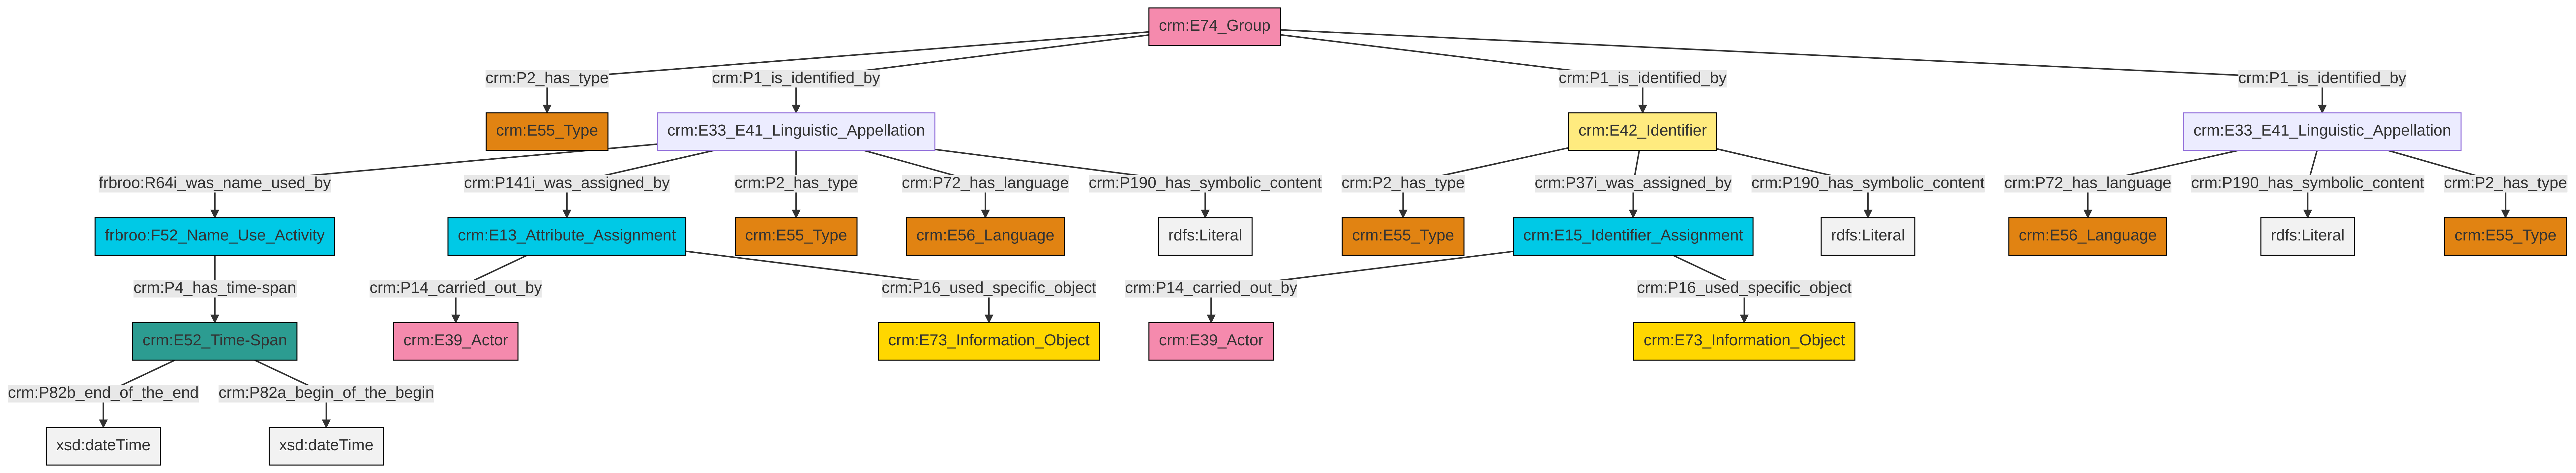 crm:E74_Group
crm:P2_has_type
crm:P1_is_identified_by
crm:P1_is_identified_by
crm:P1_is_identified_by
crm:E55_Type
crm:E33_E41_Linguistic_Appellation
crm:E42_Identifier
crm:E33_E41_Linguistic_Appellation
frbroo:R64i_was_name_used_by
crm:P141i_was_assigned_by
crm:P2_has_type
crm:P72_has_language
crm:P190_has_symbolic_content
crm:P2_has_type
crm:P37i_was_assigned_by
crm:P190_has_symbolic_content
crm:P72_has_language
crm:P190_has_symbolic_content
crm:P2_has_type
frbroo:F52_Name_Use_Activity
crm:E13_Attribute_Assignment
crm:E55_Type
crm:E56_Language
rdfs:Literal
crm:E55_Type
crm:E15_Identifier_Assignment
rdfs:Literal
crm:E56_Language
rdfs:Literal
crm:E55_Type
crm:P4_has_time-span
crm:P14_carried_out_by
crm:P16_used_specific_object
crm:P14_carried_out_by
crm:P16_used_specific_object
crm:E52_Time-Span
crm:E39_Actor
crm:E73_Information_Object
crm:E39_Actor
crm:E73_Information_Object
crm:P82b_end_of_the_end
crm:P82a_begin_of_the_begin
xsd:dateTime
xsd:dateTime